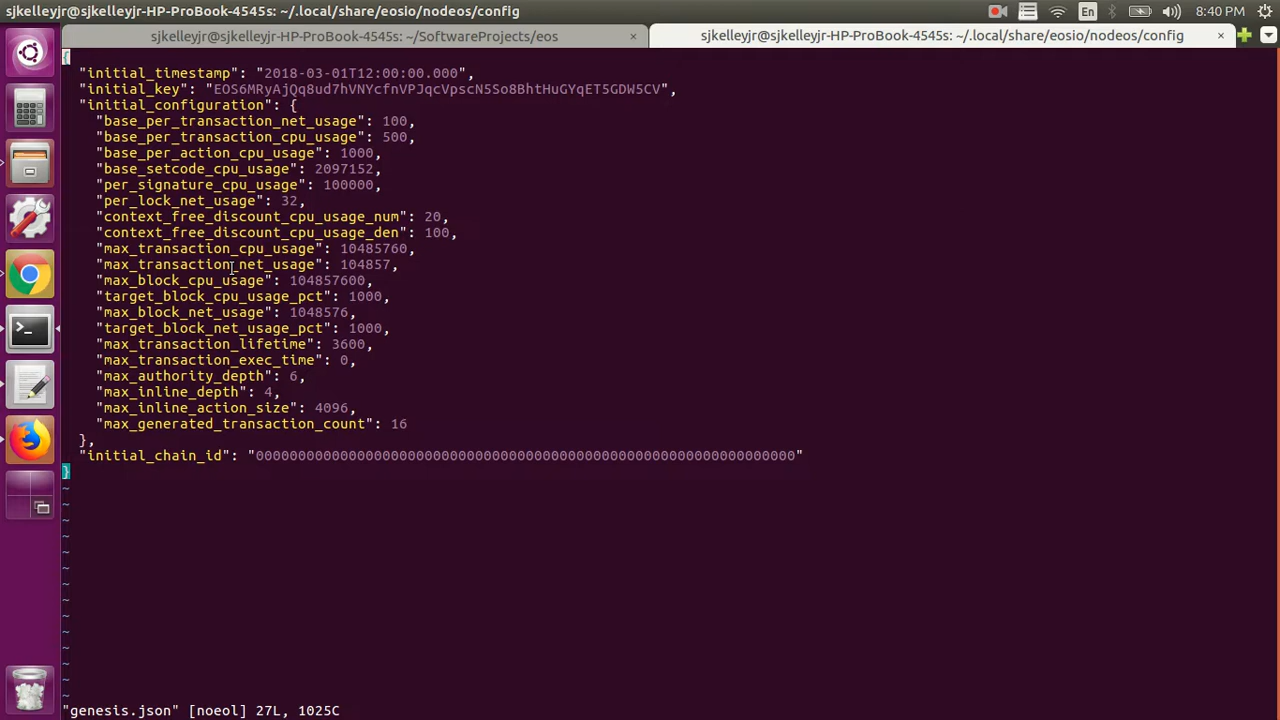 sjkelleyjr@sjkelleyjr-HP-ProBook-4545s: ~/.local/share/eosio/nodeos/config
En
8:40 PM
sjkelleyjr@sjkelleyjr-HP-ProBook-4545s: ~/SoftwareProjects/eos ×
sjkelleyjr@sjkelleyjr-HP-ProBook-4545s: ~/.local/share/eosio/nodeos/config ×
{
"initial_timestamp": "2018-03-01T12:00:00.000",
"initial_key": "EOS6MRyAjQq8ud7hVNYcfnVPJqcVpscN5So8BhtHuGYqET5GDW5CV",
"initial_configuration": {
"base_per_transaction_net_usage": 100,
"base_per_transaction_cpu_usage": 500,
"base_per_action_cpu_usage": 1000,
"base_setcode_cpu_usage": 2097152,
"per_signature_cpu_usage": 100000,
"per_lock_net_usage": 32,
"context_free_discount_cpu_usage_num": 20,
"context_free_discount_cpu_usage_den": 100,
"max_transaction_cpu_usage": 10485760,
"max_transaction_net_usage": 104857,
"max_block_cpu_usage": 104857600,
"target_block_cpu_usage_pct": 1000,
"max_block_net_usage": 1048576,
"target_block_net_usage_pct": 1000,
"max_transaction_lifetime": 3600,
"max_transaction_exec_time": 0,
"max_authority_depth": 6,
"max_inline_depth": 4,
"max_inline_action_size": 4096,
"max_generated_transaction_count": 16
},
"initial_chain_id": "0000000000000000000000000000000000000000000000000000000000000000"
}
~
~
~
~
~
~
~
~
~
~
~
~
~
~
"genesis.json" [noeol] 27L, 1025C